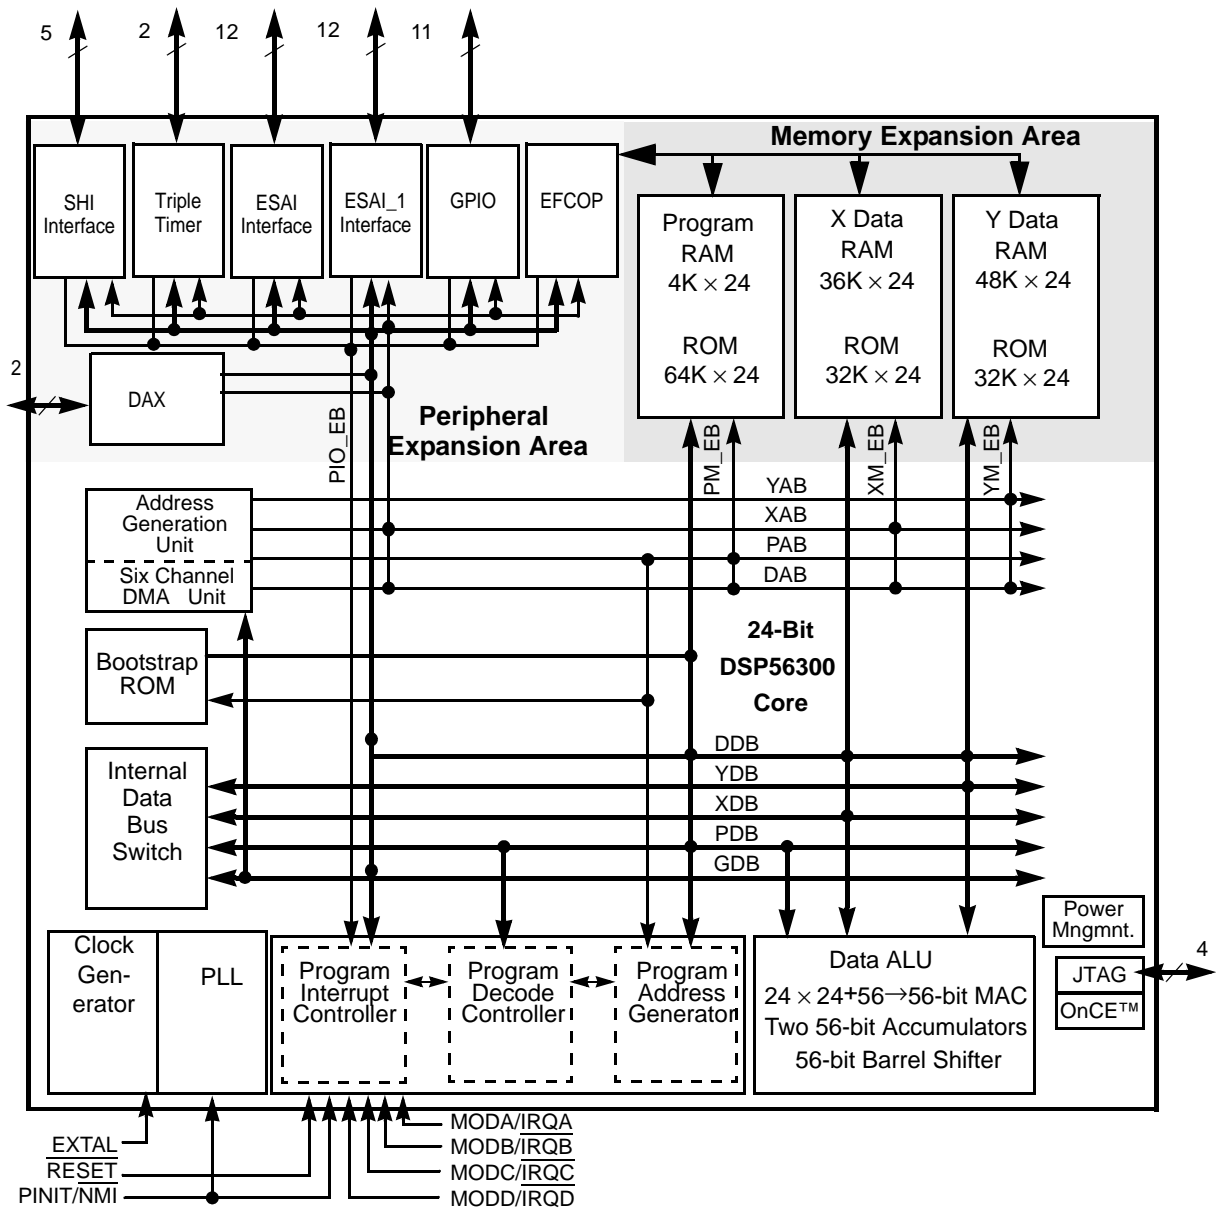 5
2
12
12
11
Memory Expansion Area
SHI
Interface
Triple
Timer
ESAI
Interface
ESAI_1
Interface
GPIO
EFCOP
Program
RAM
4K × 24
ROM
64K × 24
X Data
RAM
36K × 24
ROM
32K × 24
Y Data
RAM
48K × 24
ROM
32K × 24
2
DAX
PIO_EB
Peripheral
Expansion Area
PM_EB
XM_EB
YM_EB
Address
Generation
Unit
Six Channel
DMA Unit
YAB
XAB
PAB
DAB
Bootstrap
ROM
24-Bit
DSP56300
Core
Internal
Data
Bus
Switch
DDB
YDB
XDB
PDB
GDB
Clock
Gen-
erator
PLL
Program
Interrupt
Controller
Program
Decode
Controller
Program
Address
Generator
Data ALU
24 × 24+56→56-bit MAC
Two 56-bit Accumulators
56-bit Barrel Shifter
Power
Mngmnt.
JTAG
OnCE™
4
EXTAL
RESET
PINIT/NMI
MODA/IRQA
MODB/IRQB
MODC/IRQC
MODD/IRQD